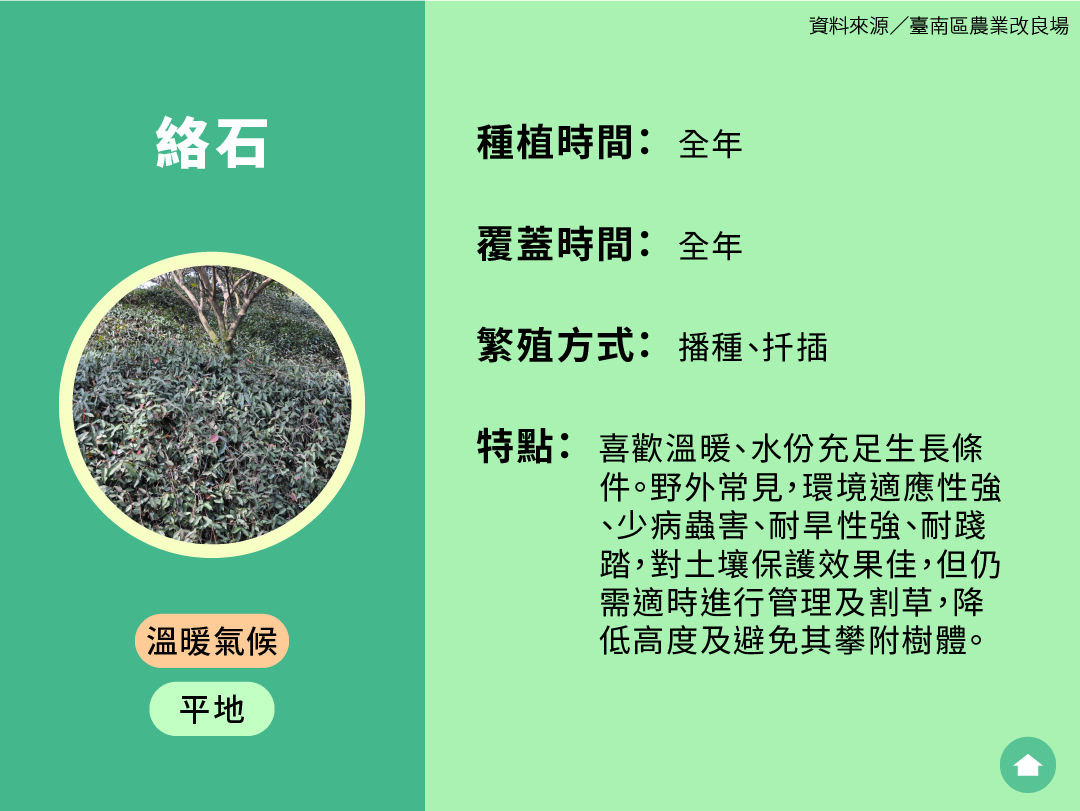 資料來源／臺南區農業改良場
絡石
種植時間： 全年
覆蓋時間： 全年
繁殖方式： 播種、扦插
特點： 喜歡溫暖、水份充足生長條
件。野外常見，環境適應性強
、少病蟲害、耐旱性強、耐踐
踏，對土壤保護效果佳，但仍
需適時進行管理及割草，降
低高度及避免其攀附樹體。
溫暖氣候
平地